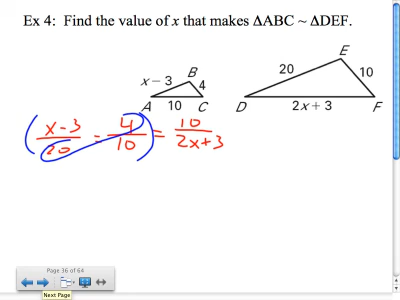 Ex 4: Find the value of x that makes ΔABC ~ ΔDEF.
B
x − 3
4
A
10
C
E
20
10
D
2x + 3
F
( x-3/20 = 4/10 ) = 10/2x+3
Page 36 of 64
Next Page